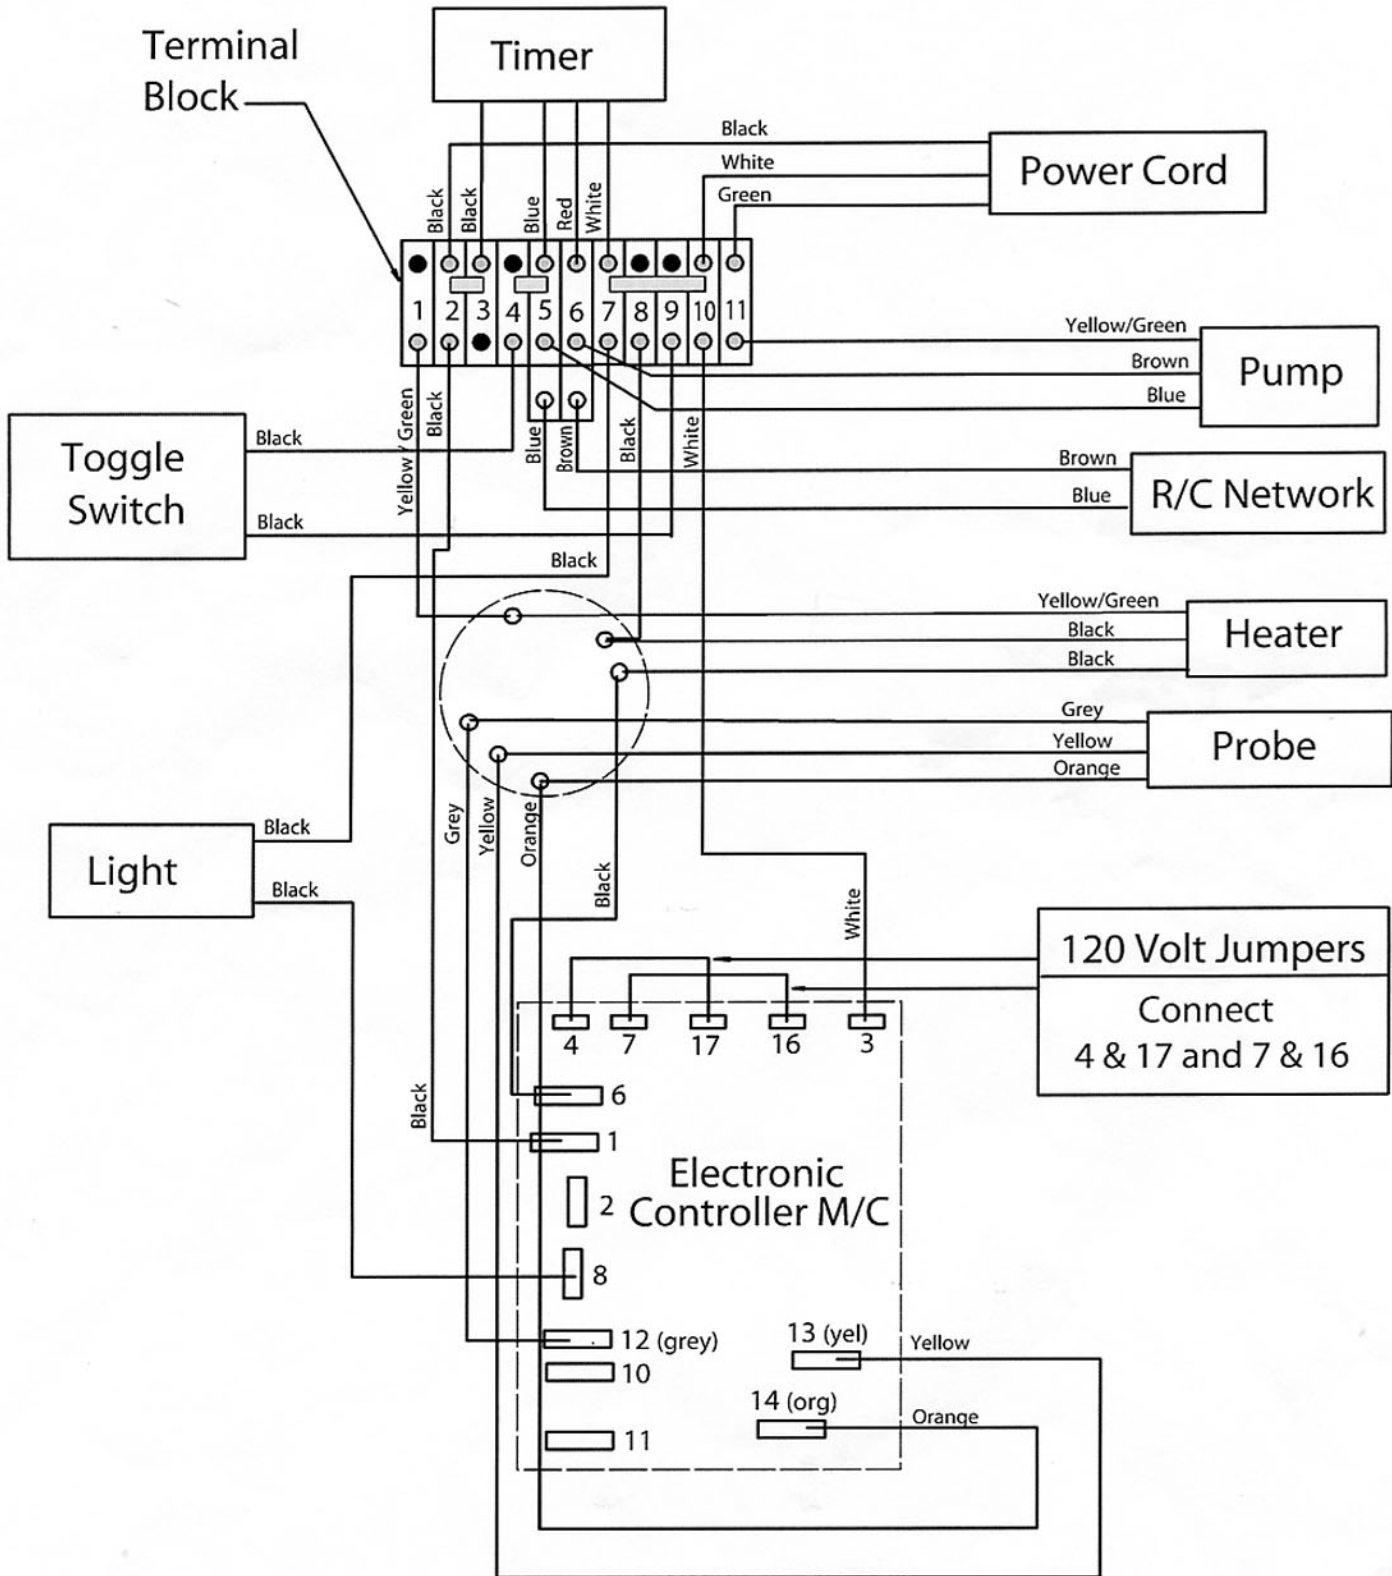 Timer
Terminal
Block
Black
White
Green
Power Cord
Black
Black
Blue
Red
White
1 2 3 4 5 6 7 8 9 10 11
Yellow/Green
Brown
Blue
Pump
Toggle
Switch
Black
Black
Yellow / Green
Black
Blue
Brown
Black
White
Brown
Blue
R/C Network
Black
Yellow/Green
Black
Black
Heater
Grey
Yellow
Orange
Probe
Light
Black
Black
Grey
Yellow
Orange
Black
White
120 Volt Jumpers
Connect
4 & 17 and 7 & 16
4 7 17 16 3
6
Black
1
2
Electronic
Controller M/C
8
12 (grey)
10
11
13 (yel)
Yellow
14 (org)
Orange